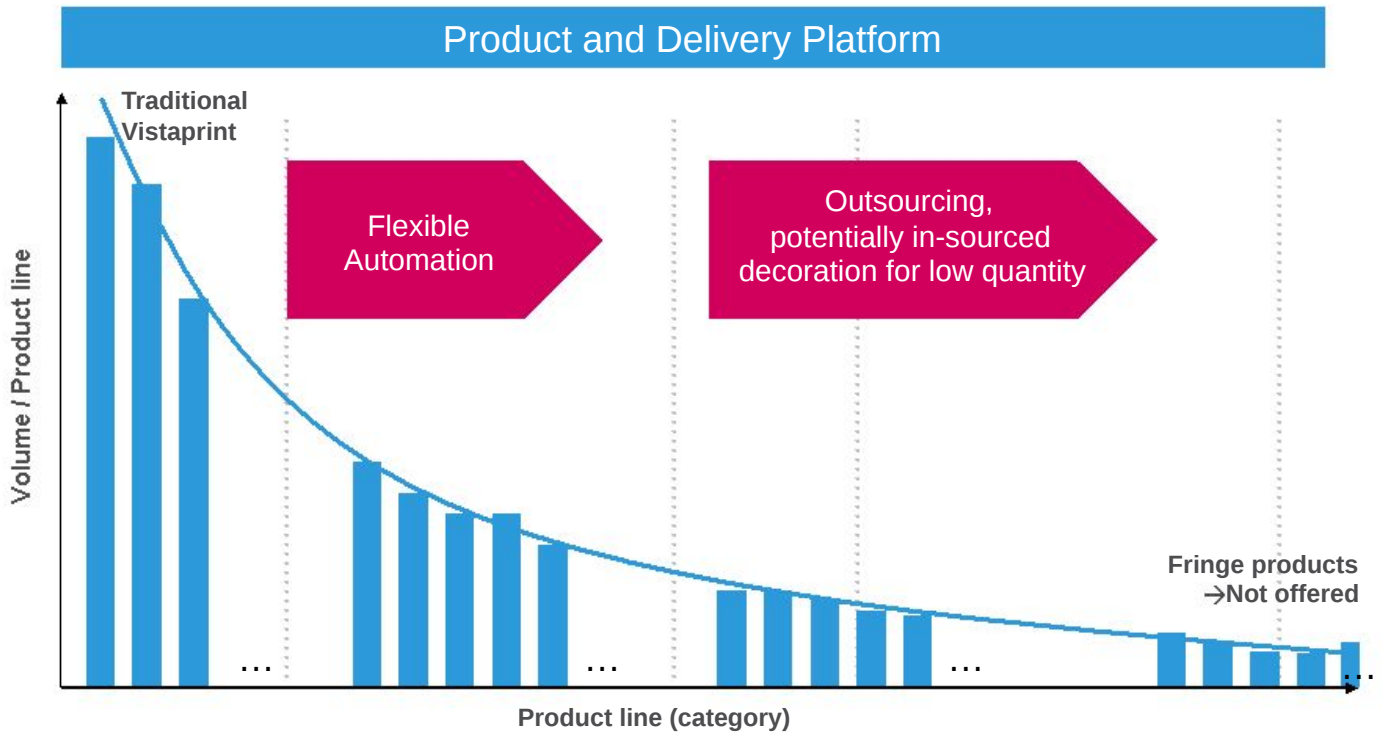 Product and Delivery Platform
Traditional
Vistaprint
Flexible
Automation
Outsourcing,
potentially in-sourced
decoration for low quantity
Volume / Product line
Fringe products
→Not offered
...
...
...
...
Product line (category)